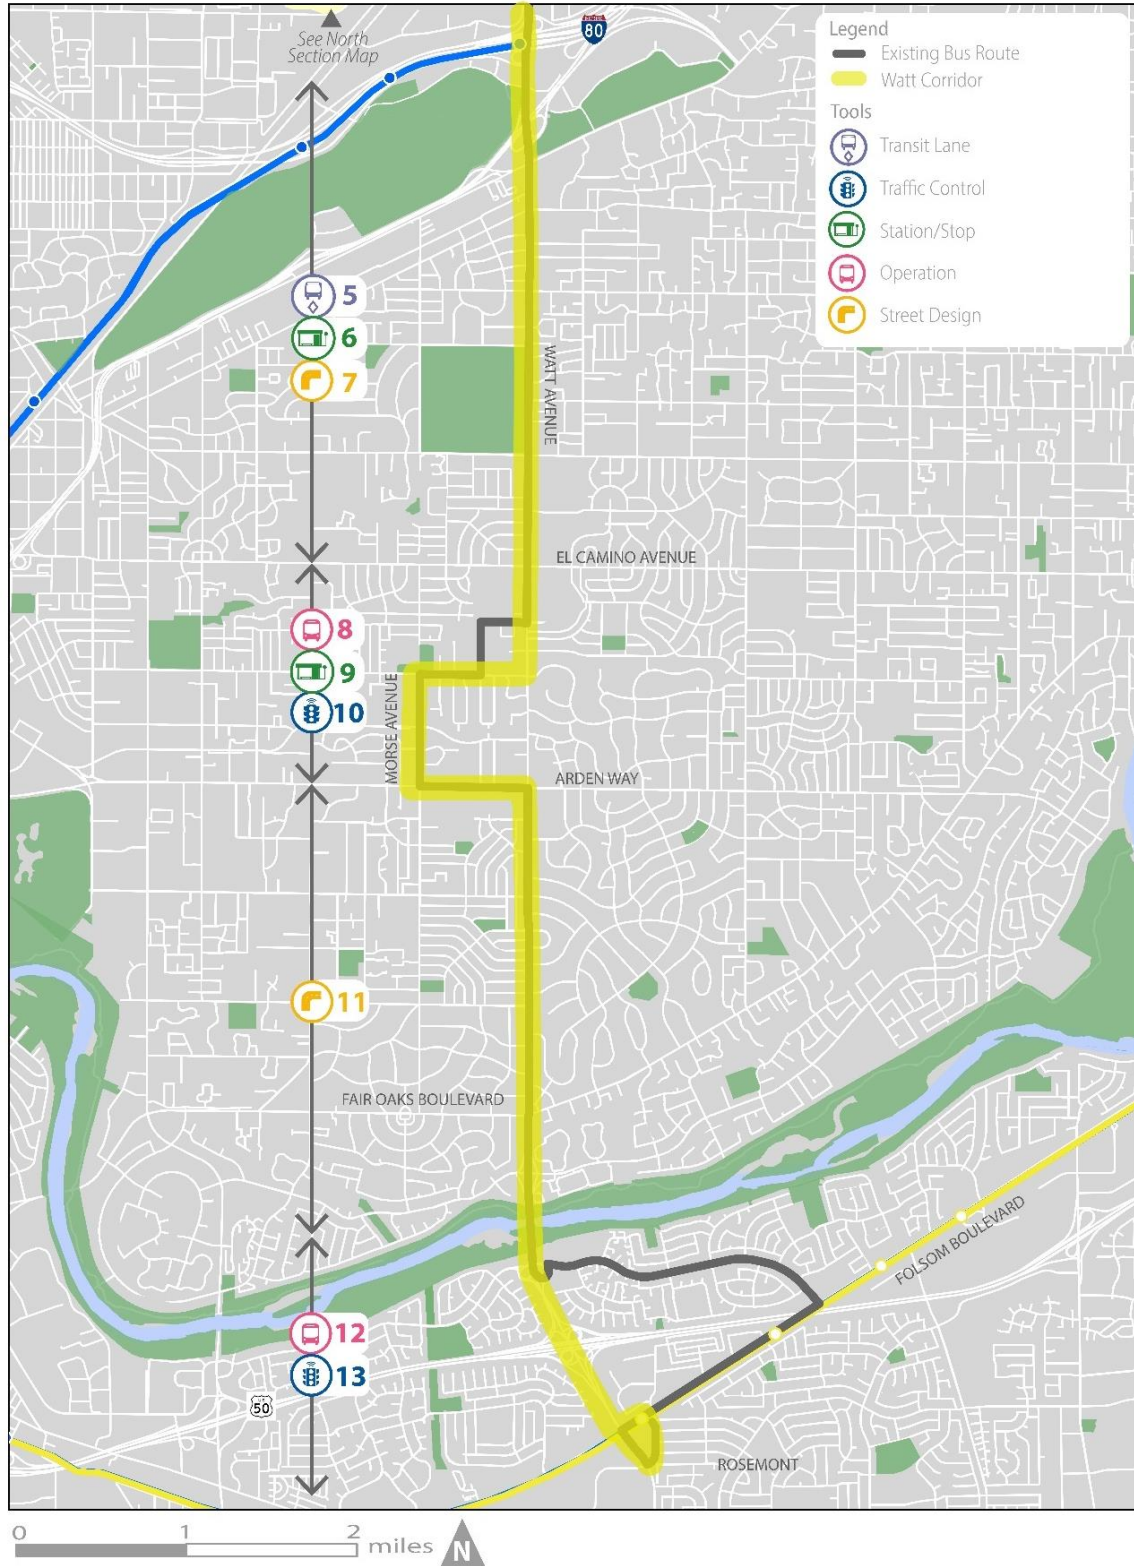 See North
Section Map
80
Legend
Existing Bus Route
Watt Corridor
Tools
Transit Lane
Traffic Control
Station/Stop
Operation
Street Design
5
6
7
WATT AVENUE
EL CAMINO AVENUE
8
9
10
MORSE AVENUE
ARDEN WAY
11
FAIR OAKS BOULEVARD
FOLSOM BOULEVARD
12
13
50
ROSEMONT
0 1 2 miles N